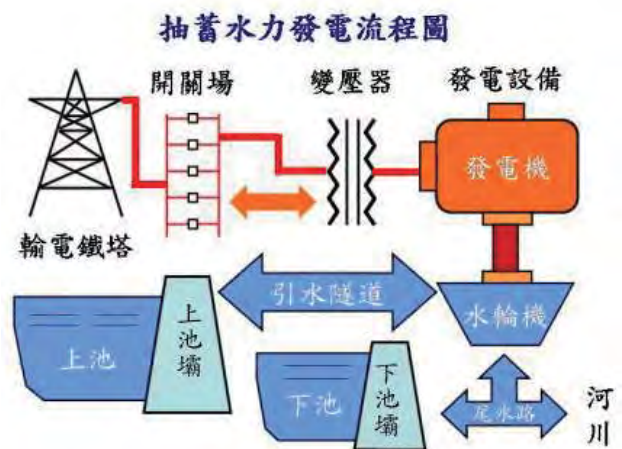 抽蓄水力發電流程圖
開關場
變壓器
發電設備
發電機
輸電鐵塔
引水隧道
水輪機
上池
上池壩
下池
下池壩
尾水路
河川